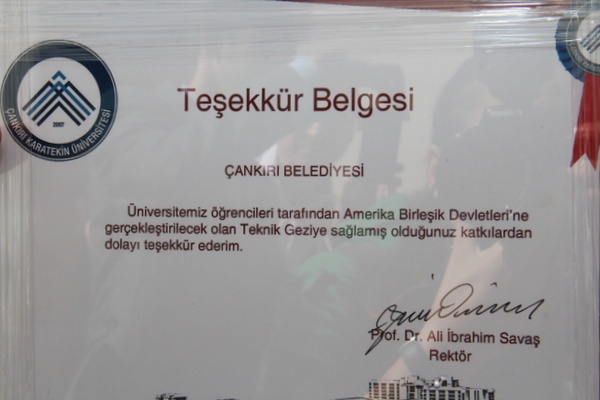 2007
ÇANKIRI KARATEKİN ÜNİVERSİTESİ
Teşekkür Belgesi
ÇANKIRI BELEDİYESİ
Üniversitemiz öğrencileri tarafından Amerika Birleşik Devletleri'ne
gerçekleştirilecek olan Teknik Geziye sağlamış olduğunuz katkılardan
dolayı teşekkür ederim.
Prof. Dr. Ali İbrahim Savaş
Rektör